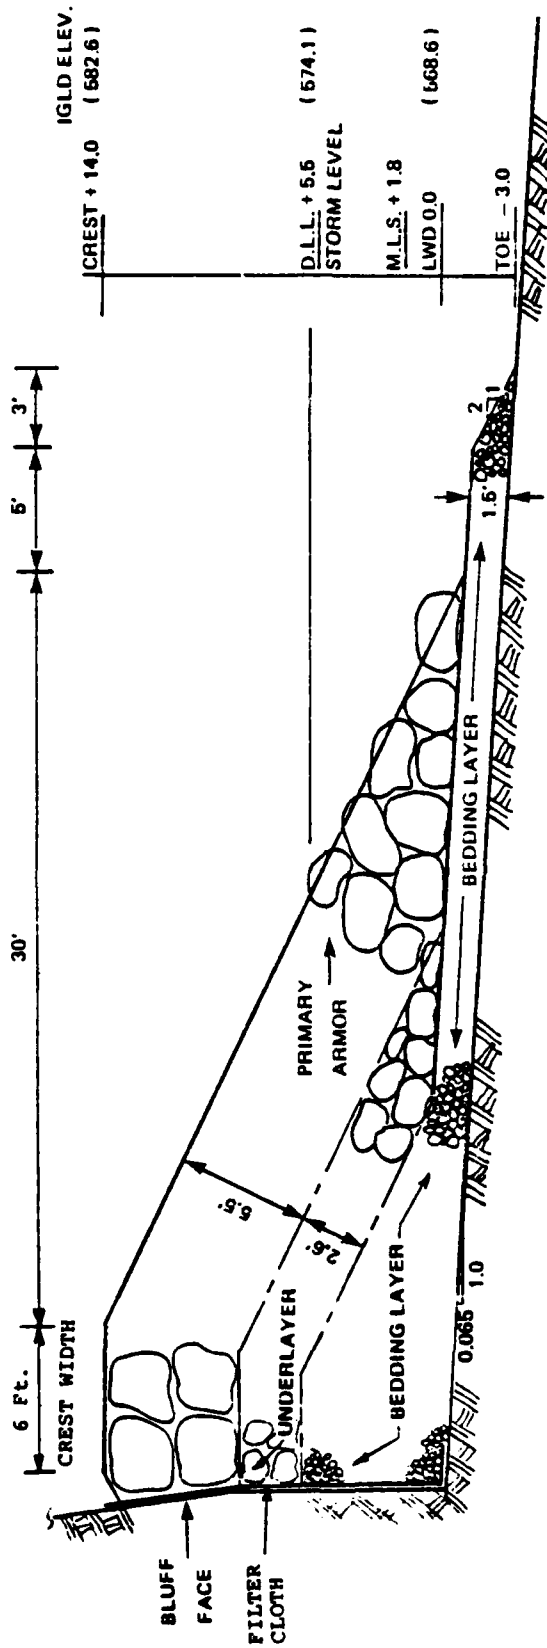 6 Ft.
CREST WIDTH
30'
5'
3'
IGLD ELEV.
CREST + 14.0 (582.6)
D.L.L. + 5.5 (574.1)
STORM LEVEL
M.L.S. + 1.8
LWD 0.0 (568.6)
TOE - 3.0
BLUFF
FACE
FILTER
CLOTH
UNDERLAYER
BEDDING LAYER
5.5'
2.6'
PRIMARY
ARMOR
BEDDING LAYER
0.065
1.0
1.5'
2
1